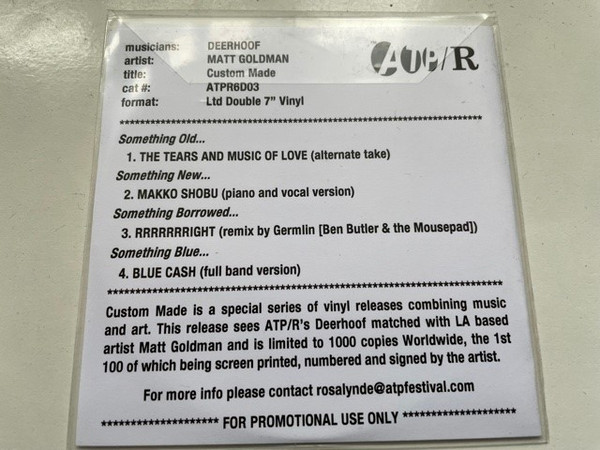 musicians: DEERHOOF
artist: MATT GOLDMAN
title: Custom Made
cat #: ATPR6D03
format: Ltd Double 7" Vinyl
ATP/R
********************************************************************************
Something Old...
1. THE TEARS AND MUSIC OF LOVE (alternate take)
Something New...
2. MAKKO SHOBU (piano and vocal version)
Something Borrowed...
3. RRRRRRRIGHT (remix by Germlin [Ben Butler & the Mousepad])
Something Blue...
4. BLUE CASH (full band version)
********************************************************************************
Custom Made is a special series of vinyl releases combining music
and art. This release sees ATP/R's Deerhoof matched with LA based
artist Matt Goldman and is limited to 1000 copies Worldwide, the 1st
100 of which being screen printed, numbered and signed by the artist.
For more info please contact rosalynde@atpfestival.com
******************** FOR PROMOTIONAL USE ONLY ********************